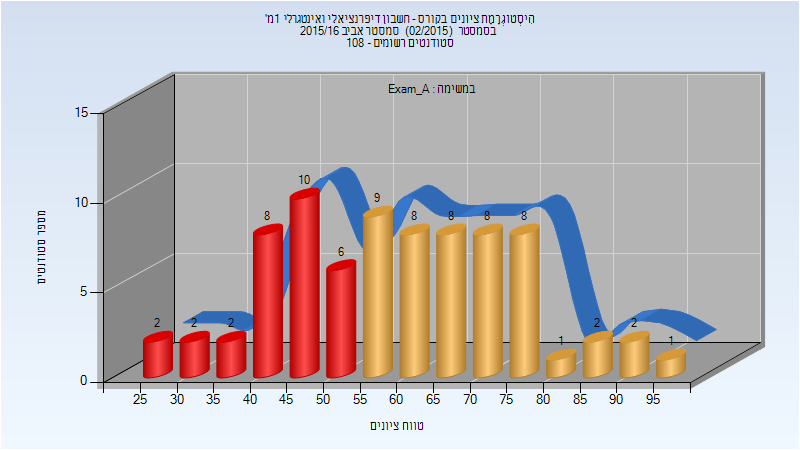 היסטוגרמת ציונים בקורס - חשבון דיפרנציאלי ואינטגרלי 1מ'
בסמסטר (02/2015) סמסטר אביב 2015/16
סטודנטים רשומים - 108
במשימה : Exam_A
מספר סטודנטים
15
10
5
0
2 2 2 8 10 6 9 8 8 8 8 1 2 2 1
25 30 35 40 45 50 55 60 65 70 75 80 85 90 95
טווח ציונים